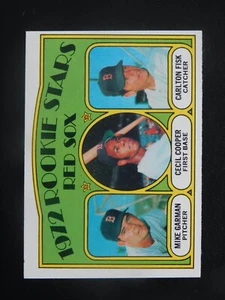 1972 ROOKIE STARS
RED SOX
CARLTON FISK
CATCHER
CECIL COOPER
FIRST BASE
MIKE GARMAN
PITCHER